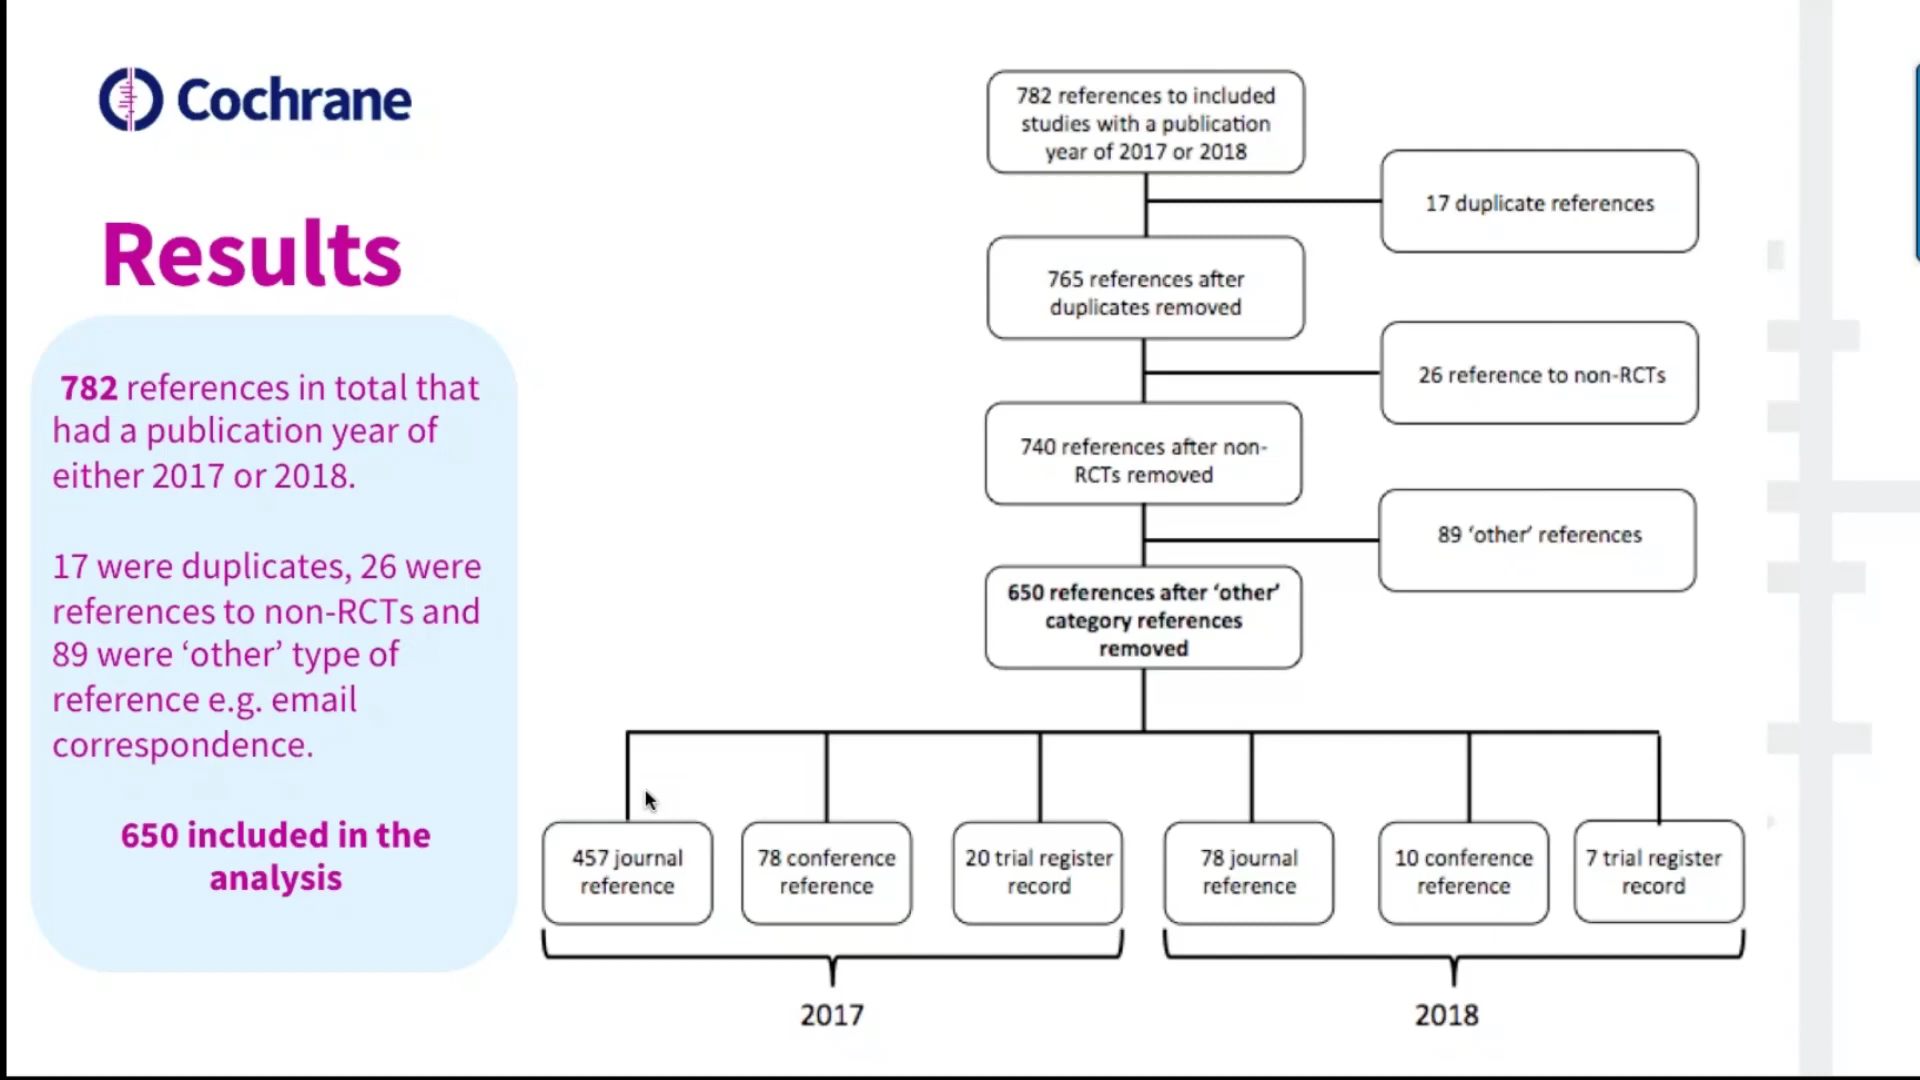 Cochrane
Results
782 references in total that
had a publication year of
either 2017 or 2018.
17 were duplicates, 26 were
references to non-RCTs and
89 were ‘other’ type of
reference e.g. email
correspondence.
650 included in the
analysis
782 references to included
studies with a publication
year of 2017 or 2018
17 duplicate references
765 references after
duplicates removed
26 reference to non-RCTs
740 references after non-
RCTs removed
89 ‘other’ references
650 references after ‘other’
category references
removed
457 journal
reference
78 conference
reference
20 trial register
record
78 journal
reference
10 conference
reference
7 trial register
record
2017
2018